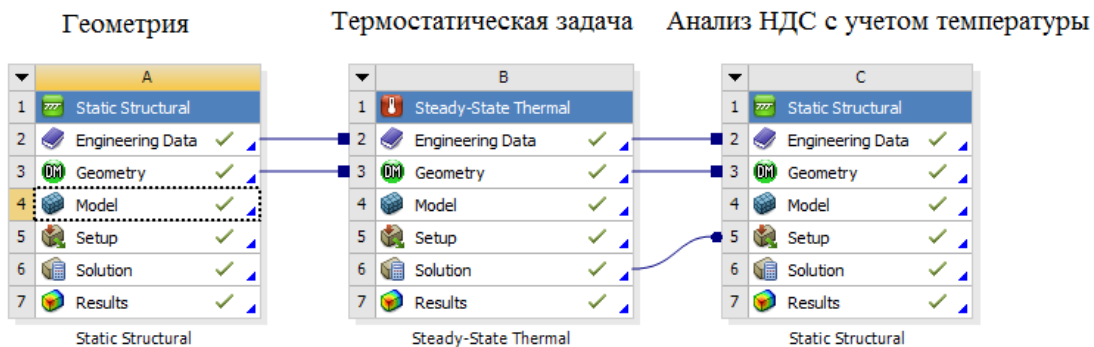 Геометрия
Термостатическая задача
Анализ НДС с учетом температуры
A
1 Static Structural
2 Engineering Data
3 DM Geometry
4 Model
5 Setup
6 Solution
7 Results
Static Structural
B
1 Steady-State Thermal
2 Engineering Data
3 DM Geometry
4 Model
5 Setup
6 Solution
7 Results
Steady-State Thermal
C
1 Static Structural
2 Engineering Data
3 DM Geometry
4 Model
5 Setup
6 Solution
7 Results
Static Structural